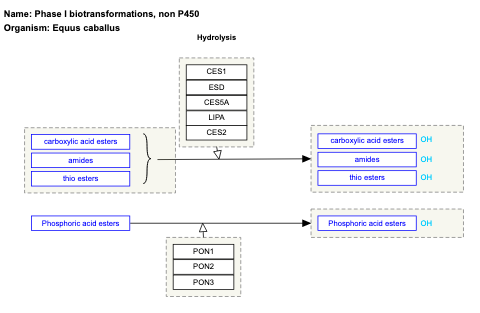 Name: Phase I biotransformations, non P450
Organism: Equus caballus
Hydrolysis
CES1
ESD
CES5A
LIPA
CES2
carboxylic acid esters
amides
thio esters
carboxylic acid esters OH
amides OH
thio esters OH
Phosphoric acid esters
Phosphoric acid esters OH
PON1
PON2
PON3